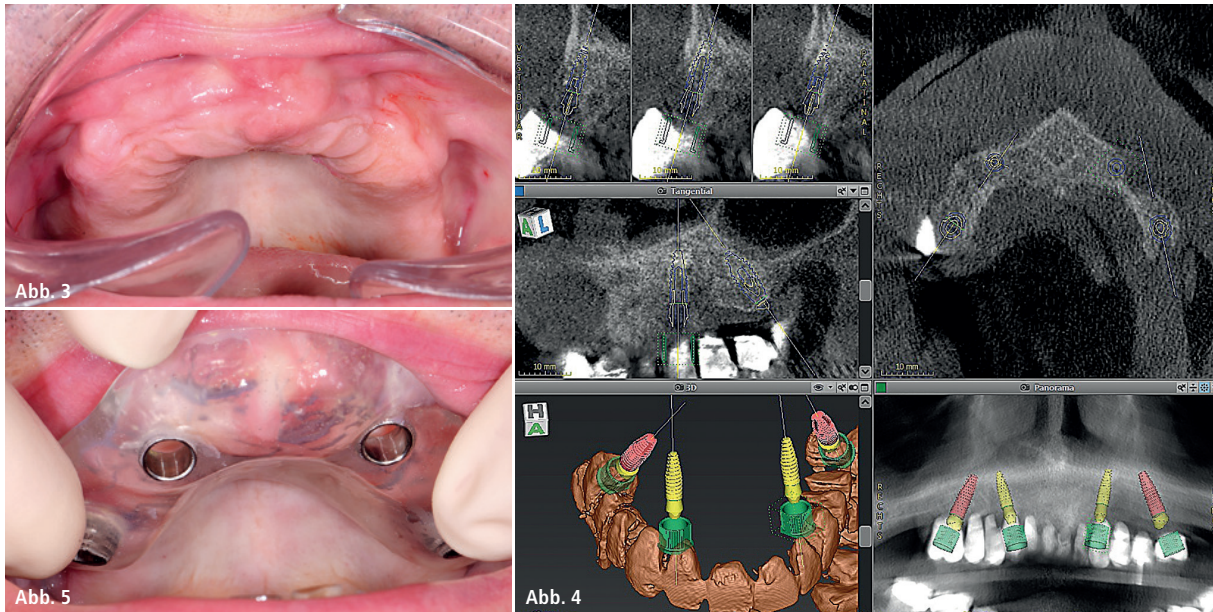 Abb. 3
VESTIBULAR
PALATINAL
10 mm
10 mm
10 mm
Tangential
A L
10 mm
RECHTS
10 mm
Abb. 5
3D
H
A
Abb. 4
Panorama
RECHTS